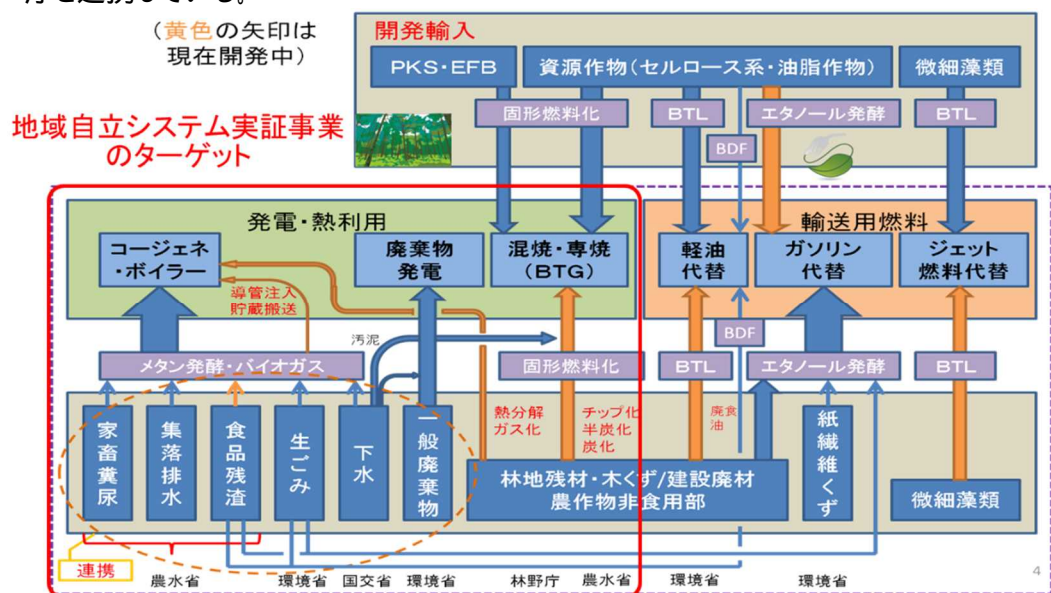 （黄色の矢印は
現在開発中）
開発輸入
PKS・EFB
資源作物（セルロース系・油脂作物）
微細藻類
固形燃料化
BTL
エタノール発酵
BTL
BDF
地域自立システム実証事業
のターゲット
発電・熱利用
輸送用燃料
コージェネ
・ボイラー
廃棄物
発電
混焼・専焼
（BTG）
軽油
代替
ガソリン
代替
ジェット
燃料代替
導管注入
貯蔵搬送
汚泥
BDF
メタン発酵・バイオガス
固形燃料化
BTL
エタノール発酵
BTL
家畜糞尿
集落排水
食品残渣
生ごみ
下水
一般廃棄物
熱分解
ガス化
チップ化
半炭化
炭化
廃食
油
紙繊維くず
林地残材・木くず/建設廃材
農作物非食用部
微細藻類
連携
農水省
環境省
国交省
環境省
林野庁
農水省
環境省
環境省
4